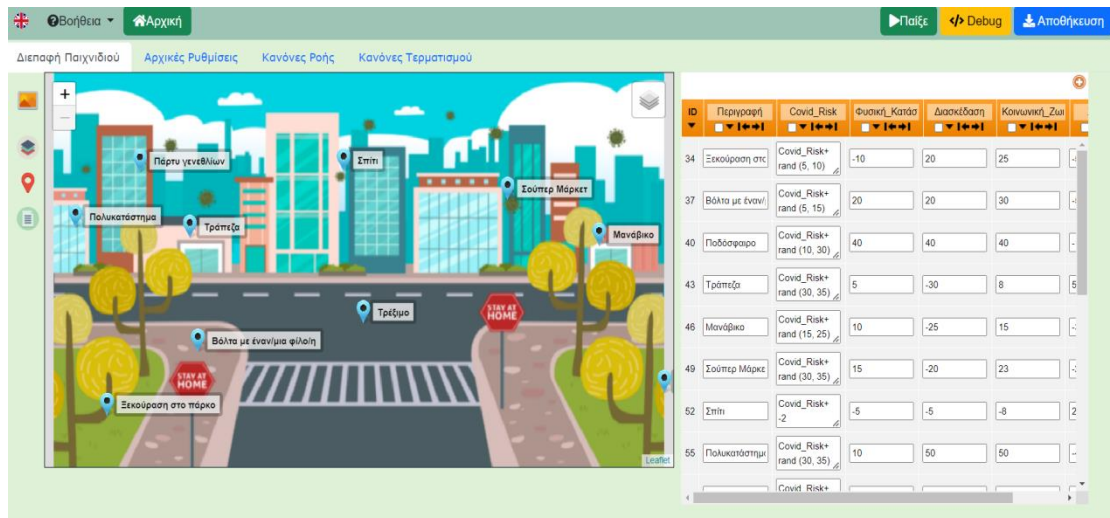 Βοήθεια Αρχική Παίξε </> Debug Αποθήκευση
Διεπαφή Παιχνιδιού Αρχικές Ρυθμίσεις Κανόνες Ροής Κανόνες Τερματισμού
+
−
Πάρτυ γενεθλίων
Σπίτι
Σούπερ Μάρκετ
Πολυκατάστημα
Τράπεζα
Μανάβικο
Τρέξιμο
STAY AT
HOME
Βόλτα με έναν/μια φίλο/η
STAY AT
HOME
Ξεκούραση στο πάρκο
Leaflet
ID Περιγραφή Covid_Risk Φυσική_Κατάσ Διασκέδαση Κοινωνική_Ζωι
34 Ξεκούραση στο Covid_Risk+ rand (5, 10) -10 20 25
37 Βόλτα με έναν/ Covid_Risk+ rand (5, 15) 20 20 30
40 Ποδόσφαιρο Covid_Risk+ rand (10, 30) 40 40 40
43 Τράπεζα Covid_Risk+ rand (30, 35) 5 -30 8 5
46 Μανάβικο Covid_Risk+ rand (15, 25) 10 -25 15
49 Σούπερ Μάρκε Covid_Risk+ rand (30, 35) 15 -20 23
52 Σπίτι Covid_Risk+ -2 -5 -5 -8 2
55 Πολυκατάστημα Covid_Risk+ rand (30, 35) 10 50 50
Covid_Risk+